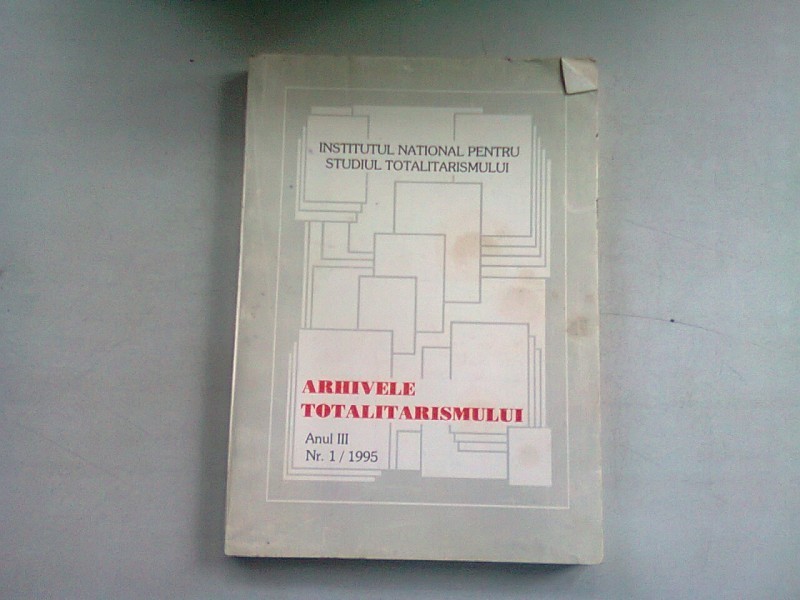 INSTITUTUL NATIONAL PENTRU
STUDIUL TOTALITARISMULUI
ARHIVELE
TOTALITARISMULUI
Anul III
Nr. 1 / 1995